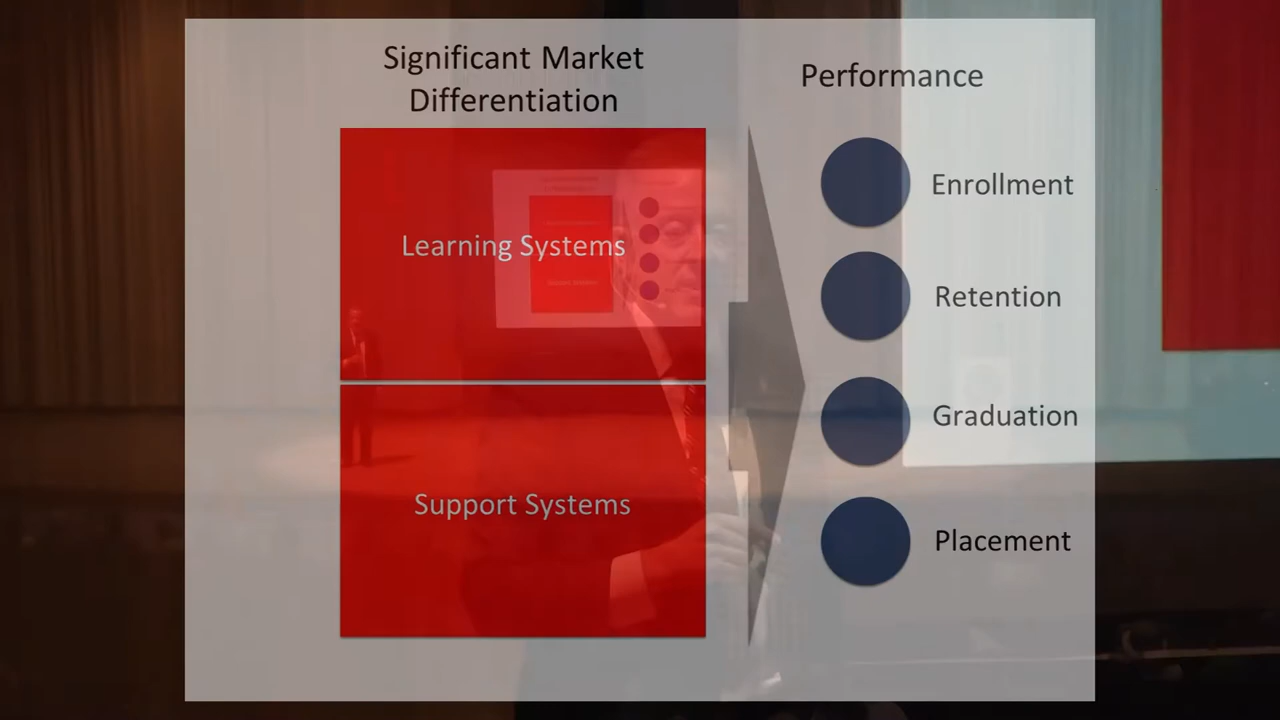 Significant Market
Differentiation
Performance
Learning Systems
Support Systems
Enrollment
Retention
Graduation
Placement